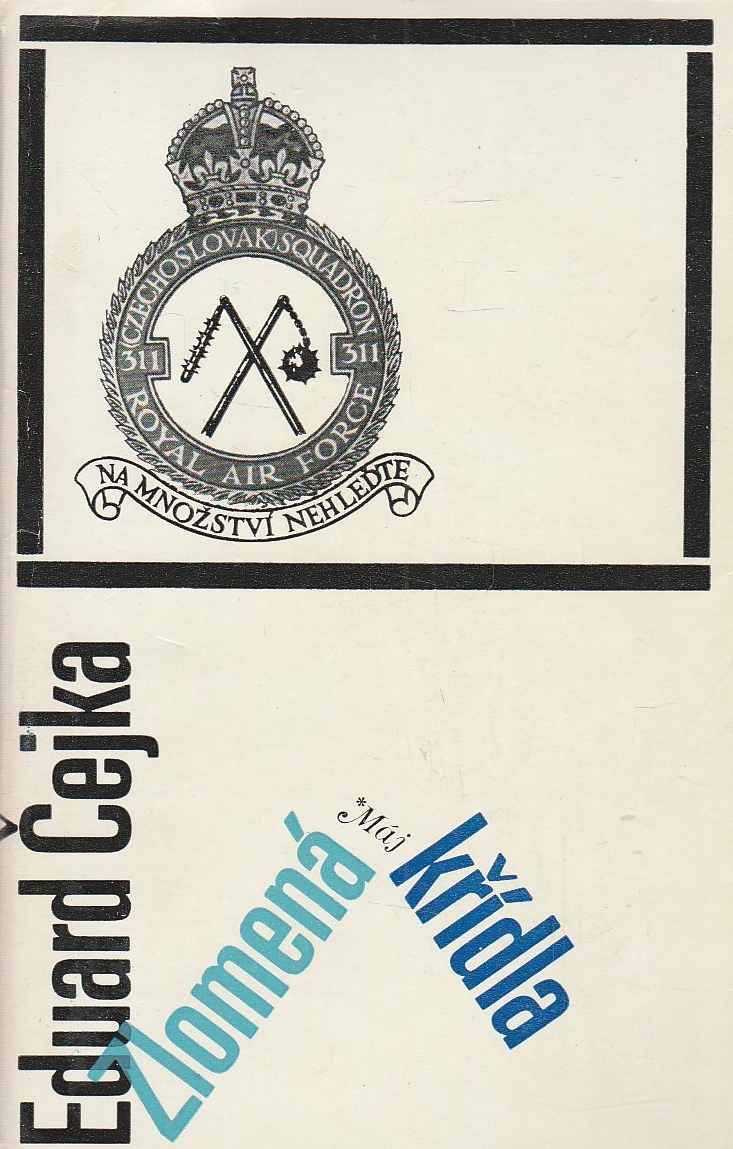 (CZECHOSLOVAK) SQUADRON
311 311
ROYAL AIR FORCE
NA MNOŽSTVÍ NEHLEĎTE
Eduard Čejka
Zlomená
*Máj
křídla